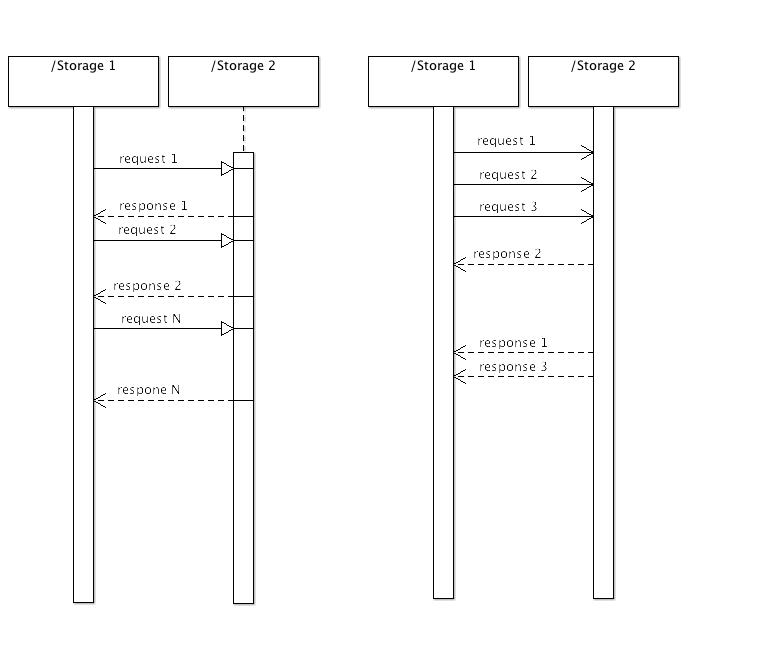 /Storage 1
/Storage 2
request 1
response 1
request 2
response 2
request N
respone N
/Storage 1
/Storage 2
request 1
request 2
request 3
response 2
response 1
response 3